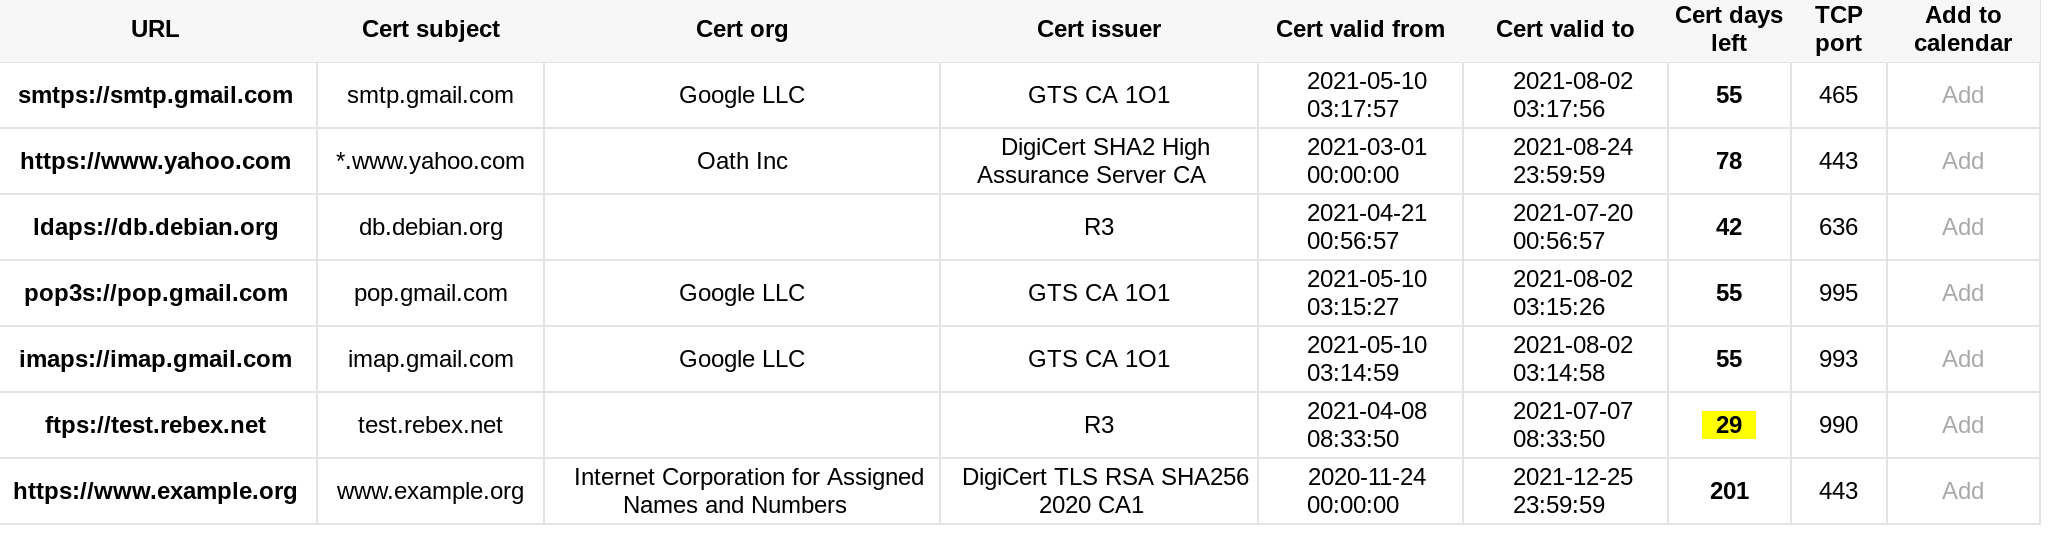 URL Cert subject Cert org Cert issuer Cert valid from Cert valid to Cert days left TCP port Add to calendar
smtps://smtp.gmail.com smtp.gmail.com Google LLC GTS CA 1O1 2021-05-10 03:17:57 2021-08-02 03:17:56 55 465 Add
https://www.yahoo.com *.www.yahoo.com Oath Inc DigiCert SHA2 High Assurance Server CA 2021-03-01 00:00:00 2021-08-24 23:59:59 78 443 Add
ldaps://db.debian.org db.debian.org R3 2021-04-21 00:56:57 2021-07-20 00:56:57 42 636 Add
pop3s://pop.gmail.com pop.gmail.com Google LLC GTS CA 1O1 2021-05-10 03:15:27 2021-08-02 03:15:26 55 995 Add
imaps://imap.gmail.com imap.gmail.com Google LLC GTS CA 1O1 2021-05-10 03:14:59 2021-08-02 03:14:58 55 993 Add
ftps://test.rebex.net test.rebex.net R3 2021-04-08 08:33:50 2021-07-07 08:33:50 29 990 Add
https://www.example.org www.example.org Internet Corporation for Assigned Names and Numbers DigiCert TLS RSA SHA256 2020 CA1 2020-11-24 00:00:00 2021-12-25 23:59:59 201 443 Add